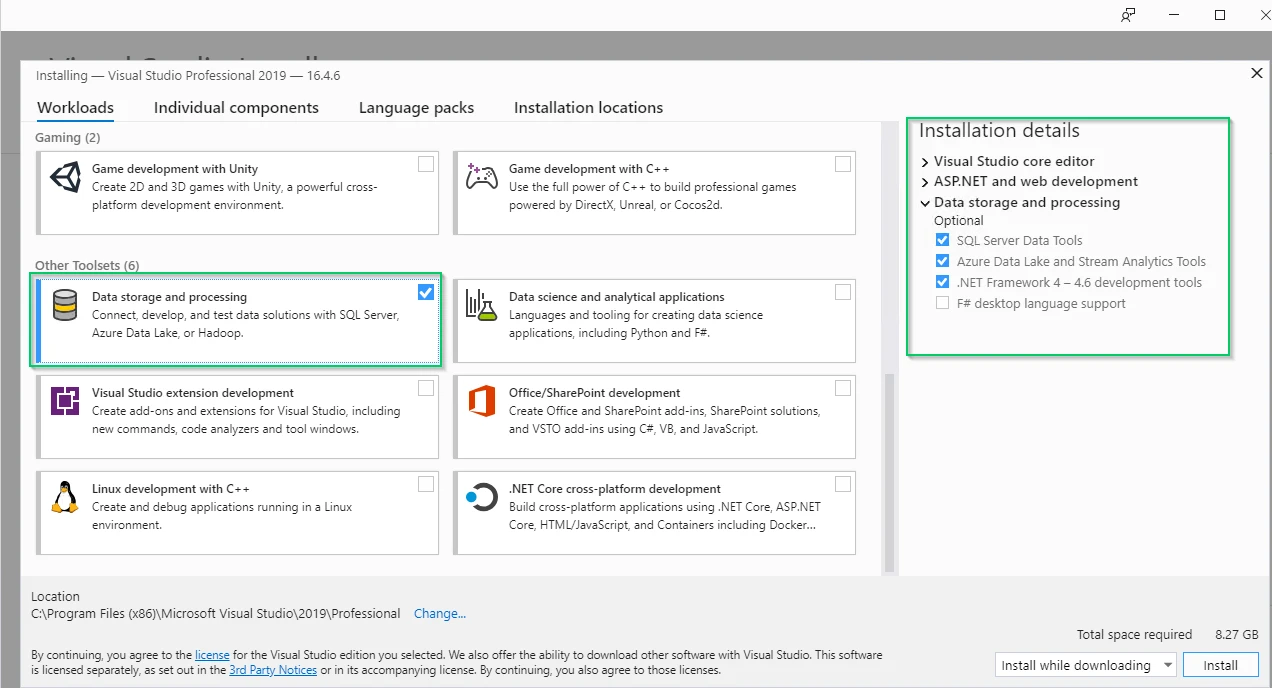 Installing — Visual Studio Professional 2019 — 16.4.6
Workloads
Individual components
Language packs
Installation locations
Gaming (2)
Game development with Unity
Create 2D and 3D games with Unity, a powerful cross-
platform development environment.
Game development with C++
Use the full power of C++ to build professional games
powered by DirectX, Unreal, or Cocos2d.
Other Toolsets (6)
Data storage and processing
Connect, develop, and test data solutions with SQL Server,
Azure Data Lake, or Hadoop.
Data science and analytical applications
Languages and tooling for creating data science
applications, including Python and F#.
Visual Studio extension development
Create add-ons and extensions for Visual Studio, including
new commands, code analyzers and tool windows.
Office/SharePoint development
Create Office and SharePoint add-ins, SharePoint solutions,
and VSTO add-ins using C#, VB, and JavaScript.
Linux development with C++
Create and debug applications running in a Linux
environment.
.NET Core cross-platform development
Build cross-platform applications using .NET Core, ASP.NET
Core, HTML/JavaScript, and Containers including Docker...
Installation details
Visual Studio core editor
ASP.NET and web development
Data storage and processing
Optional
SQL Server Data Tools
Azure Data Lake and Stream Analytics Tools
.NET Framework 4 – 4.6 development tools
F# desktop language support
Location
C:\Program Files (x86)\Microsoft Visual Studio\2019\Professional Change...
Total space required 8.27 GB
By continuing, you agree to the license for the Visual Studio edition you selected. We also offer the ability to download other software with Visual Studio. This software
is licensed separately, as set out in the 3rd Party Notices or in its accompanying license. By continuing, you also agree to those licenses.
Install while downloading
Install